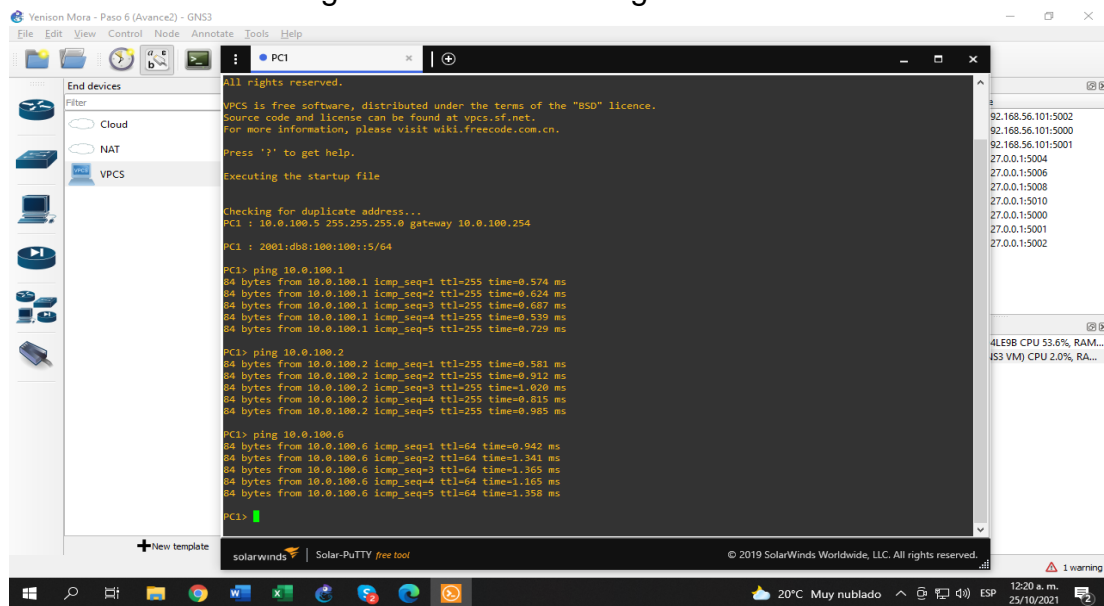 Yenison Mora - Paso 6 (Avance2) - GNS3
File Edit View Control Node Annotate Tools Help
PC1
End devices
Filter
Cloud
NAT
VPCS
New template
All rights reserved.
VPCS is free software, distributed under the terms of the "BSD" licence.
Source code and license can be found at vpcs.sf.net.
For more information, please visit wiki.freecode.com.cn.
Press '?' to get help.
Executing the startup file
Checking for duplicate address...
PC1 : 10.0.100.5 255.255.255.0 gateway 10.0.100.254
PC1 : 2001:db8:100:100::5/64
PC1> ping 10.0.100.1
84 bytes from 10.0.100.1 icmp_seq=1 ttl=255 time=0.574 ms
84 bytes from 10.0.100.1 icmp_seq=2 ttl=255 time=0.624 ms
84 bytes from 10.0.100.1 icmp_seq=3 ttl=255 time=0.687 ms
84 bytes from 10.0.100.1 icmp_seq=4 ttl=255 time=0.539 ms
84 bytes from 10.0.100.1 icmp_seq=5 ttl=255 time=0.729 ms
PC1> ping 10.0.100.2
84 bytes from 10.0.100.2 icmp_seq=1 ttl=255 time=0.581 ms
84 bytes from 10.0.100.2 icmp_seq=2 ttl=255 time=0.912 ms
84 bytes from 10.0.100.2 icmp_seq=3 ttl=255 time=1.020 ms
84 bytes from 10.0.100.2 icmp_seq=4 ttl=255 time=0.815 ms
84 bytes from 10.0.100.2 icmp_seq=5 ttl=255 time=0.985 ms
PC1> ping 10.0.100.6
84 bytes from 10.0.100.6 icmp_seq=1 ttl=64 time=0.942 ms
84 bytes from 10.0.100.6 icmp_seq=2 ttl=64 time=1.341 ms
84 bytes from 10.0.100.6 icmp_seq=3 ttl=64 time=1.365 ms
84 bytes from 10.0.100.6 icmp_seq=4 ttl=64 time=1.165 ms
84 bytes from 10.0.100.6 icmp_seq=5 ttl=64 time=1.358 ms
PC1>
solarwinds Solar-PuTTY free tool
© 2019 SolarWinds Worldwide, LLC. All rights reserved.
92.168.56.101:5002
92.168.56.101:5000
92.168.56.101:5001
27.0.0.1:5004
27.0.0.1:5006
27.0.0.1:5008
27.0.0.1:5010
27.0.0.1:5000
27.0.0.1:5001
27.0.0.1:5002
4LE9B CPU 53.6%, RAM...
NS3 VM) CPU 2.0%, RA...
1 warning
20°C Muy nublado
ESP
12:20 a. m.
25/10/2021